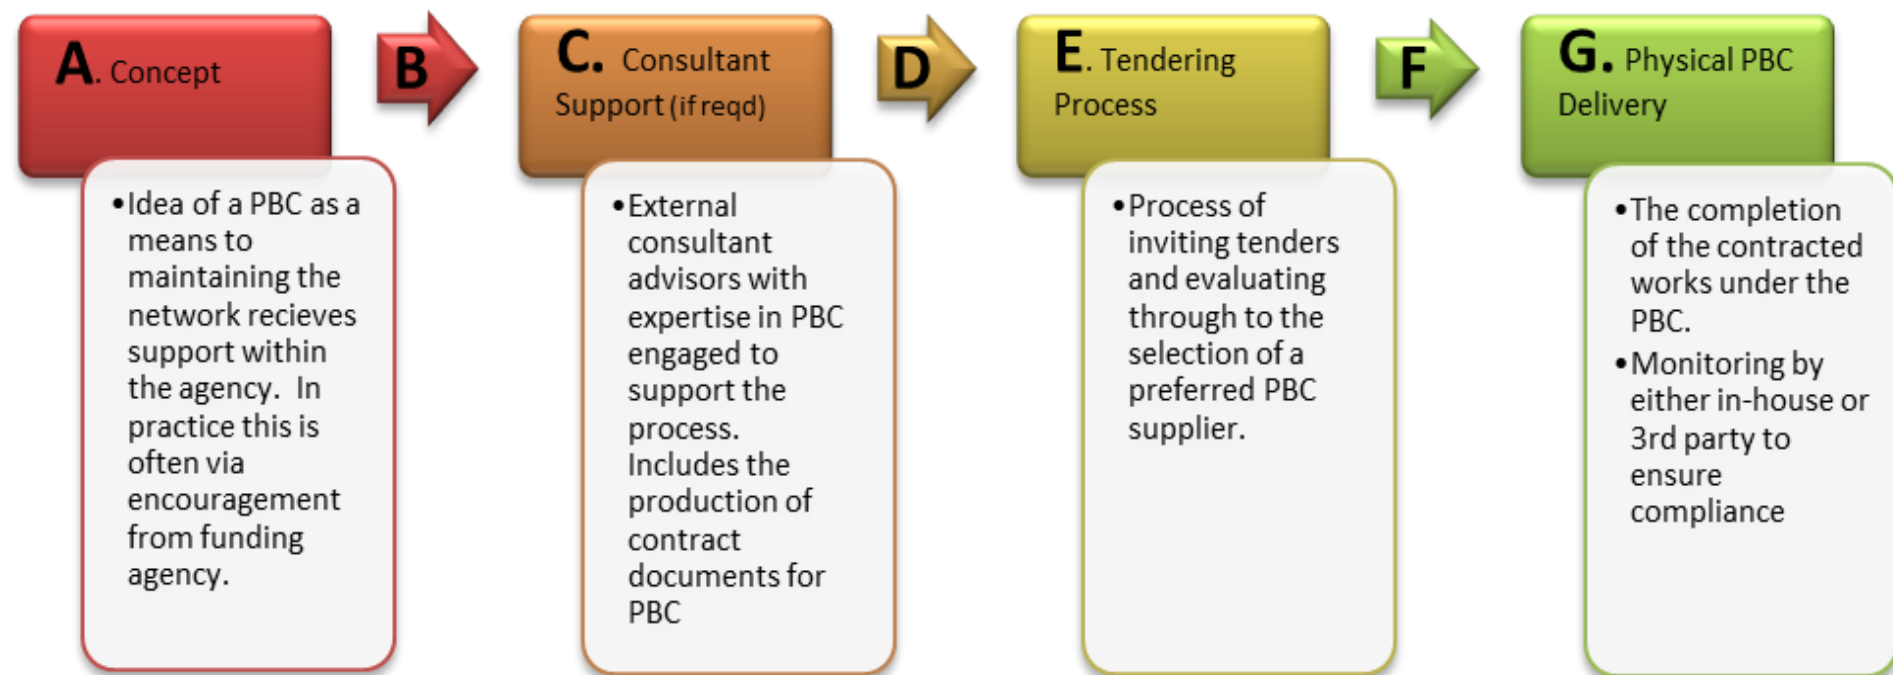 A. Concept
•Idea of a PBC as a
means to
maintaining the
network recieves
support within
the agency.  In
practice this is
often via
encouragement
from funding
agency.
B
C. Consultant
Support (if reqd)
•External
consultant
advisors with
expertise in PBC
engaged to
support the
process.
Includes the
production of
contract
documents for
PBC
D
E. Tendering
Process
•Process of
inviting tenders
and evaluating
through to the
selection of a
preferred PBC
supplier.
F
G. Physical PBC
Delivery
•The completion
of the contracted
works under the
PBC.
•Monitoring by
either in-house or
3rd party to
ensure
compliance